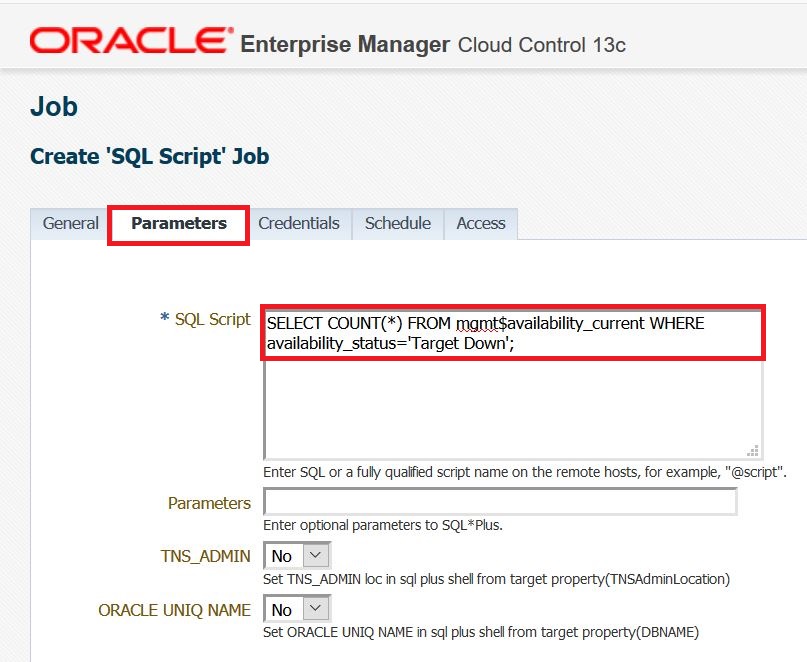 ORACLE® Enterprise Manager Cloud Control 13c
Job
Create 'SQL Script' Job
General Parameters Credentials Schedule Access
* SQL Script
SELECT COUNT(*) FROM mgmt$availability_current WHERE
availability_status='Target Down';
Enter SQL or a fully qualified script name on the remote hosts, for example, "@script".
Parameters
Enter optional parameters to SQL*Plus.
TNS_ADMIN No
Set TNS_ADMIN loc in sql plus shell from target property(TNSAdminLocation)
ORACLE UNIQ NAME No
Set ORACLE UNIQ NAME in sql plus shell from target property(DBNAME)